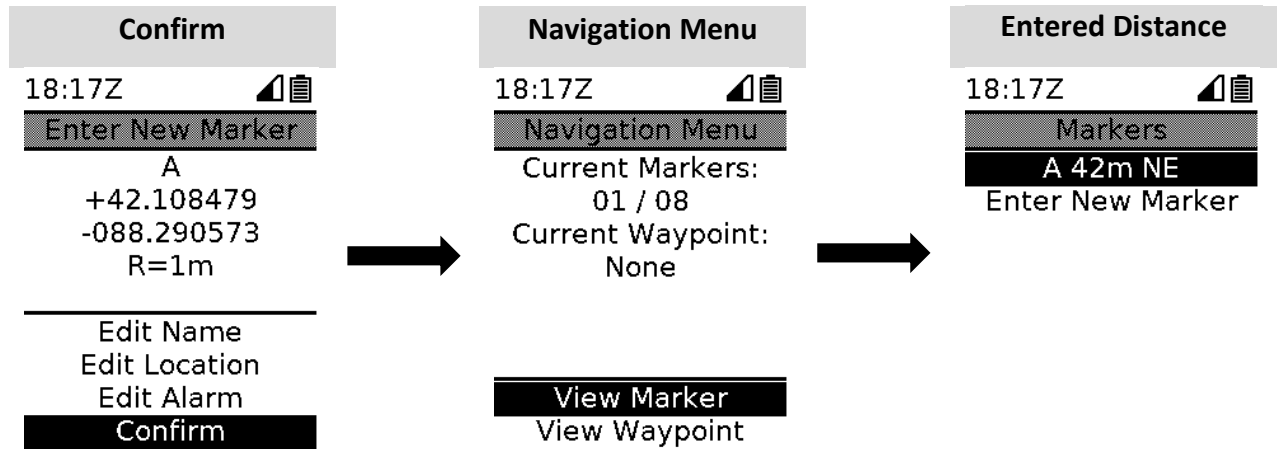 Confirm
18:17Z
Enter New Marker
A
+42.108479
-088.290573
R=1m
Edit Name
Edit Location
Edit Alarm
Confirm
Navigation Menu
18:17Z
Navigation Menu
Current Markers:
01 / 08
Current Waypoint:
None
View Marker
View Waypoint
Entered Distance
18:17Z
Markers
A 42m NE
Enter New Marker